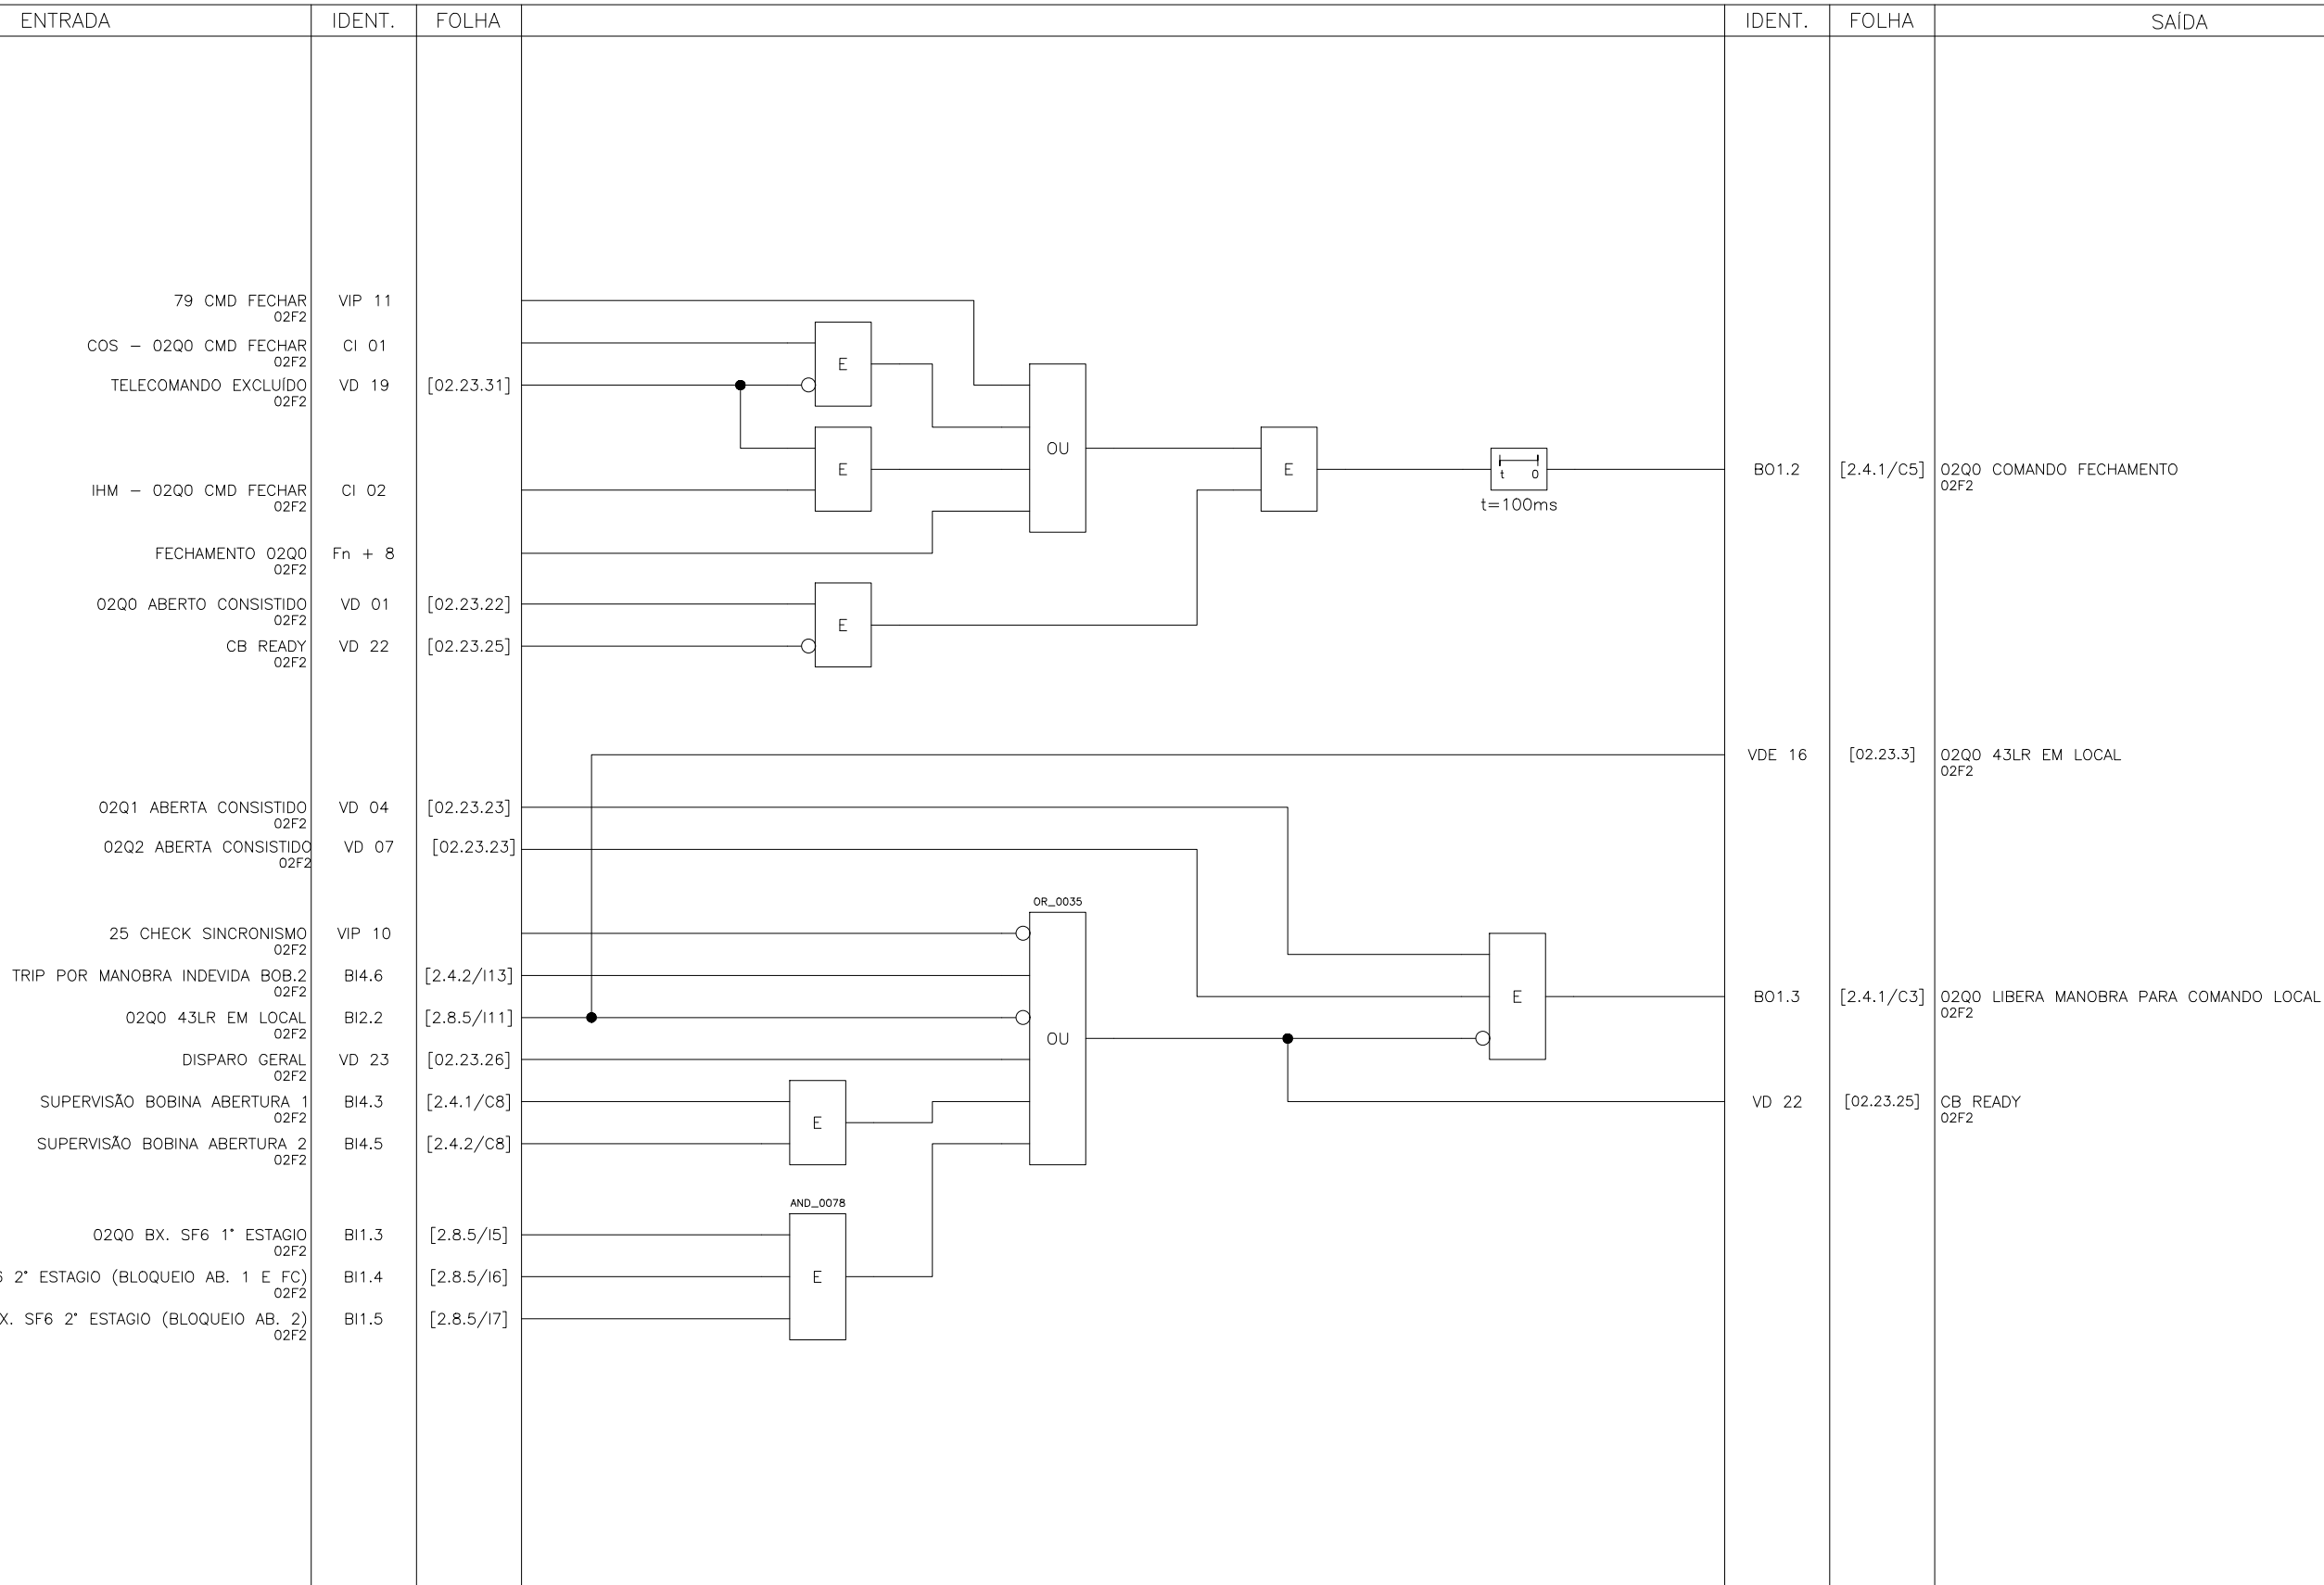 ENTRADA IDENT. FOLHA IDENT. FOLHA SAÍDA
79 CMD FECHAR VIP 11
02F2
COS – 02Q0 CMD FECHAR CI 01
02F2
E
TELECOMANDO EXCLUÍDO VD 19 [02.23.31]
02F2
OU
E E BO1.2 [2.4.1/C5] 02Q0 COMANDO FECHAMENTO
t 0
02F2
IHM – 02Q0 CMD FECHAR CI 02
02F2
t=100ms
FECHAMENTO 02Q0 Fn + 8
02F2
02Q0 ABERTO CONSISTIDO VD 01 [02.23.22]
02F2
E
CB READY VD 22 [02.23.25]
02F2
VDE 16 [02.23.3] 02Q0 43LR EM LOCAL
02F2
02Q1 ABERTA CONSISTIDO VD 04 [02.23.23]
02F2
02Q2 ABERTA CONSISTIDO VD 07 [02.23.23]
02F2
OR_0035
25 CHECK SINCRONISMO VIP 10
02F2
TRIP POR MANOBRA INDEVIDA BOB.2 BI4.6 [2.4.2/I13]
02F2
E BO1.3 [2.4.1/C3] 02Q0 LIBERA MANOBRA PARA COMANDO LOCAL
02F2
02Q0 43LR EM LOCAL BI2.2 [2.8.5/I11]
02F2
OU
DISPARO GERAL VD 23 [02.23.26]
02F2
SUPERVISÃO BOBINA ABERTURA 1 BI4.3 [2.4.1/C8] VD 22 [02.23.25] CB READY
02F2 02F2
E
SUPERVISÃO BOBINA ABERTURA 2 BI4.5 [2.4.2/C8]
02F2
AND_0078
02Q0 BX. SF6 1° ESTAGIO BI1.3 [2.8.5/I5]
02F2
6 2° ESTAGIO (BLOQUEIO AB. 1 E FC) BI1.4 [2.8.5/I6] E
02F2
X. SF6 2° ESTAGIO (BLOQUEIO AB. 2) BI1.5 [2.8.5/I7]
02F2